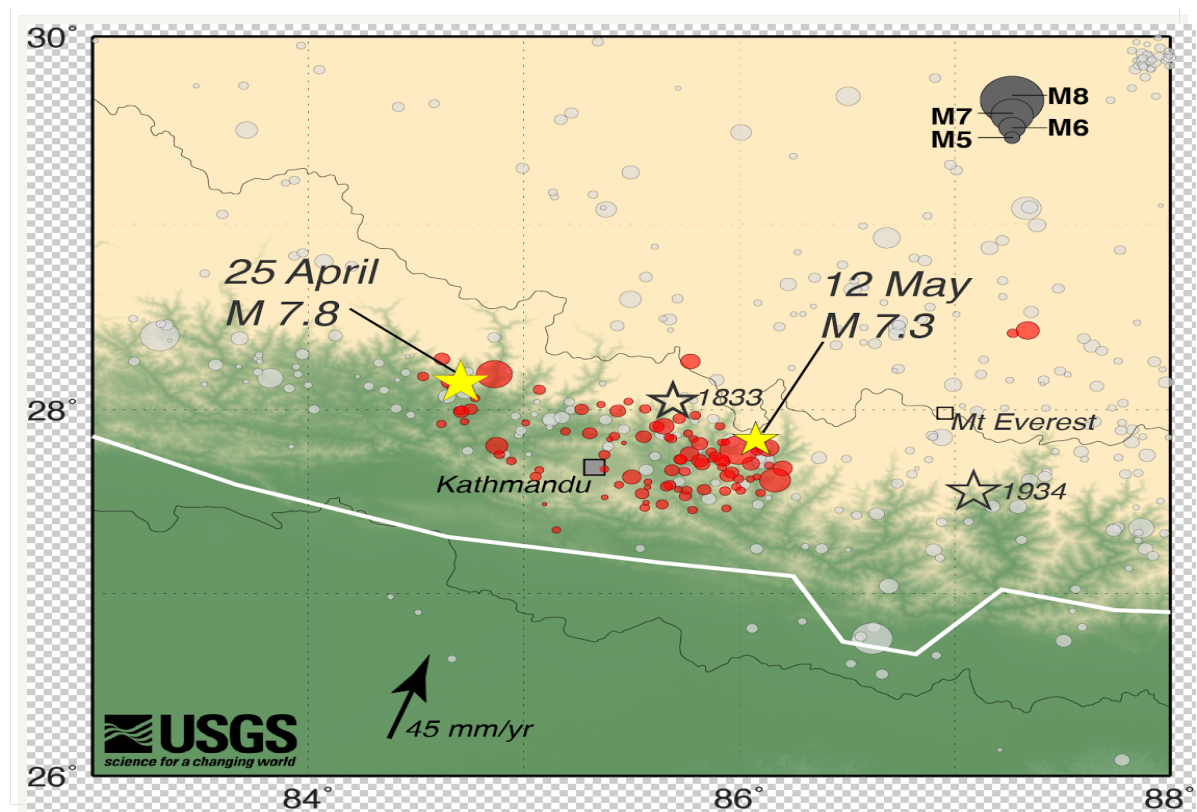 30°
M8
M7
M6
M5
25 April
M 7.8
12 May
M 7.3
28°
1833
Mt Everest
Kathmandu
1934
45 mm/yr
USGS
science for a changing world
26°
84°
86°
88°